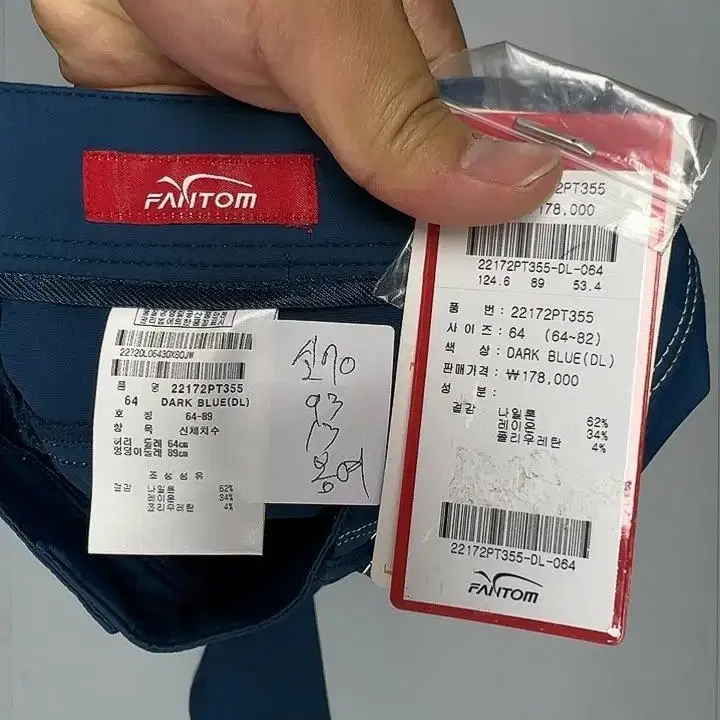 FANTOM
22720L06430X80JW
품 명 22172PT355
64 DARK BLUE(DL)
호 칭 64-89
항 목 신체치수
허리 둘레 64cm
엉덩이둘레 89cm
조성섬유
겉감 나일론 62%
레이온 34%
폴리우레탄 4%
2PT355
178,000
22172PT355-DL-064
124.6 89 53.4
품 번 : 22172PT355
사 이 즈 : 64 (64-82)
색 상 : DARK BLUE(DL)
판매가격 : ₩178,000
성 분 :
겉감 나일론 62%
레이온 34%
폴리우레탄 4%
22172PT355-DL-064
FANTOM